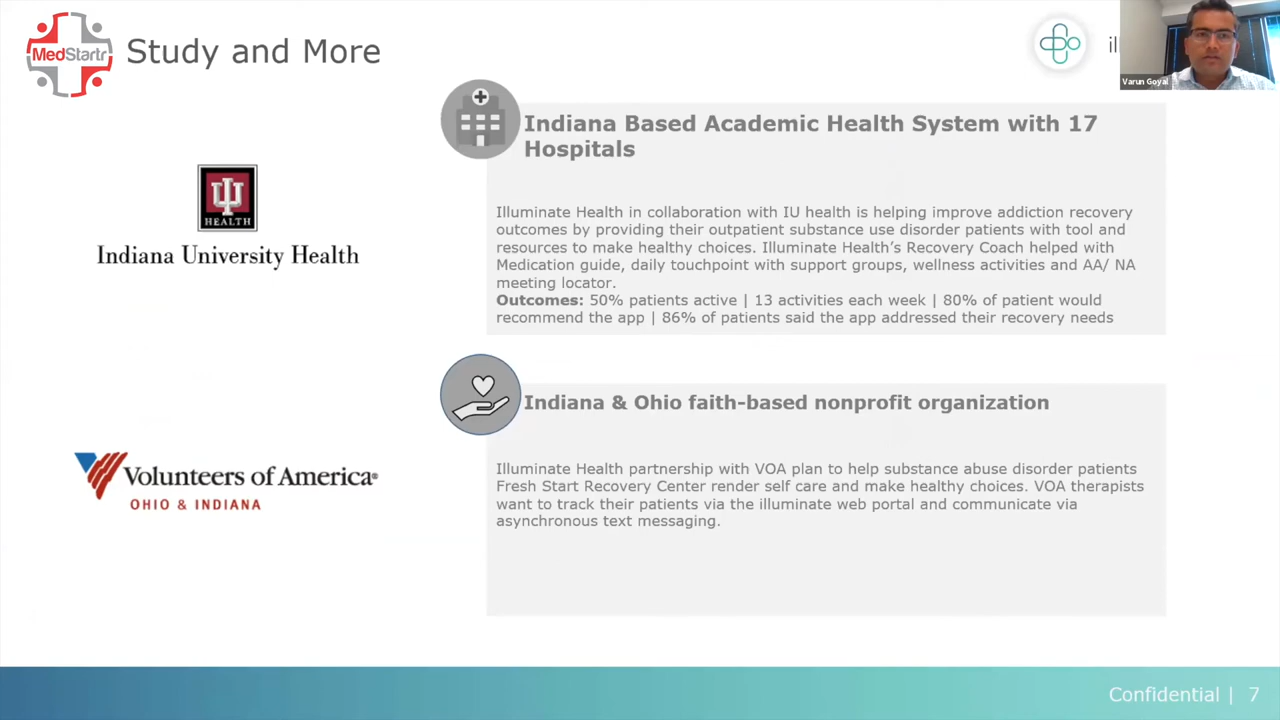 MedStartr
Study and More
Varun Goyal
Indiana Based Academic Health System with 17
Hospitals
HEALTH
Indiana University Health
Illuminate Health in collaboration with IU health is helping improve addiction recovery
outcomes by providing their outpatient substance use disorder patients with tool and
resources to make healthy choices. Illuminate Health’s Recovery Coach helped with
Medication guide, daily touchpoint with support groups, wellness activities and AA/ NA
meeting locator.
Outcomes: 50% patients active | 13 activities each week | 80% of patient would
recommend the app | 86% of patients said the app addressed their recovery needs
Indiana & Ohio faith-based nonprofit organization
Volunteers of America®
OHIO & INDIANA
Illuminate Health partnership with VOA plan to help substance abuse disorder patients
Fresh Start Recovery Center render self care and make healthy choices. VOA therapists
want to track their patients via the illuminate web portal and communicate via
asynchronous text messaging.
Confidential | 7